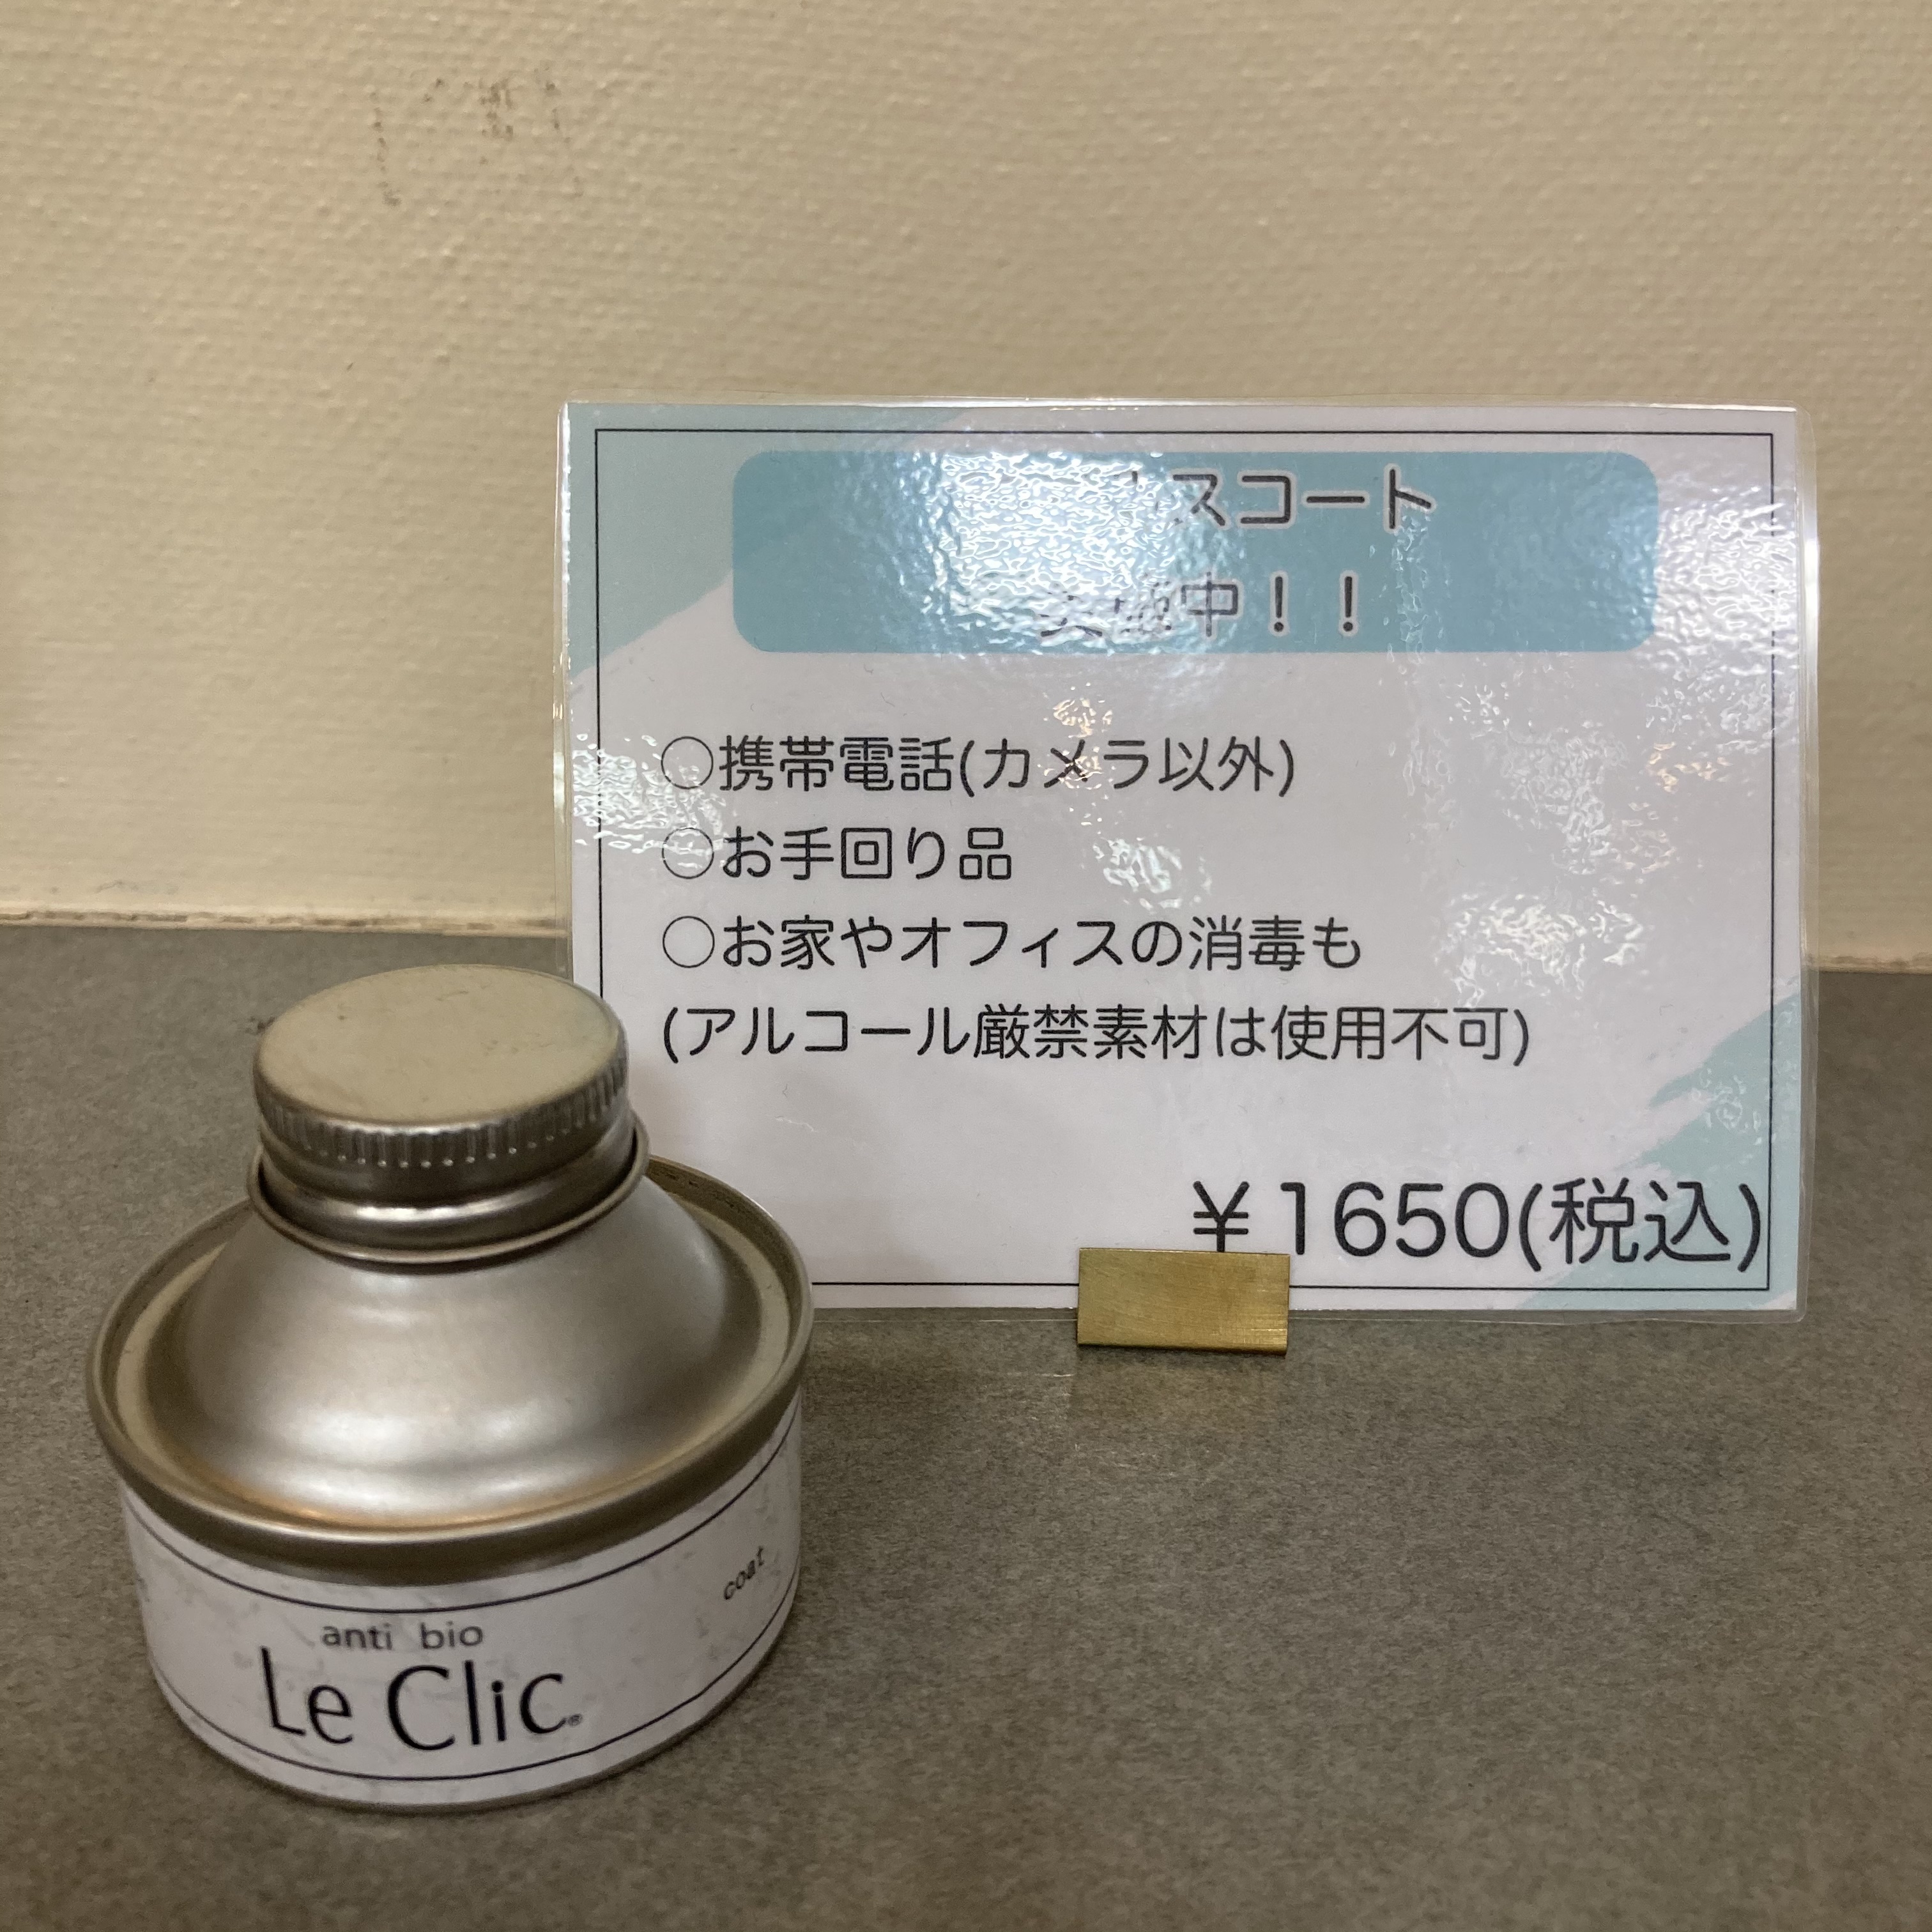 スコート
中！！
○携帯電話(カメラ以外)
○お手回り品
○お家やオフィスの消毒も
(アルコール厳禁素材は使用不可)
￥1650(税込)
anti bio
Le Clic®
coat